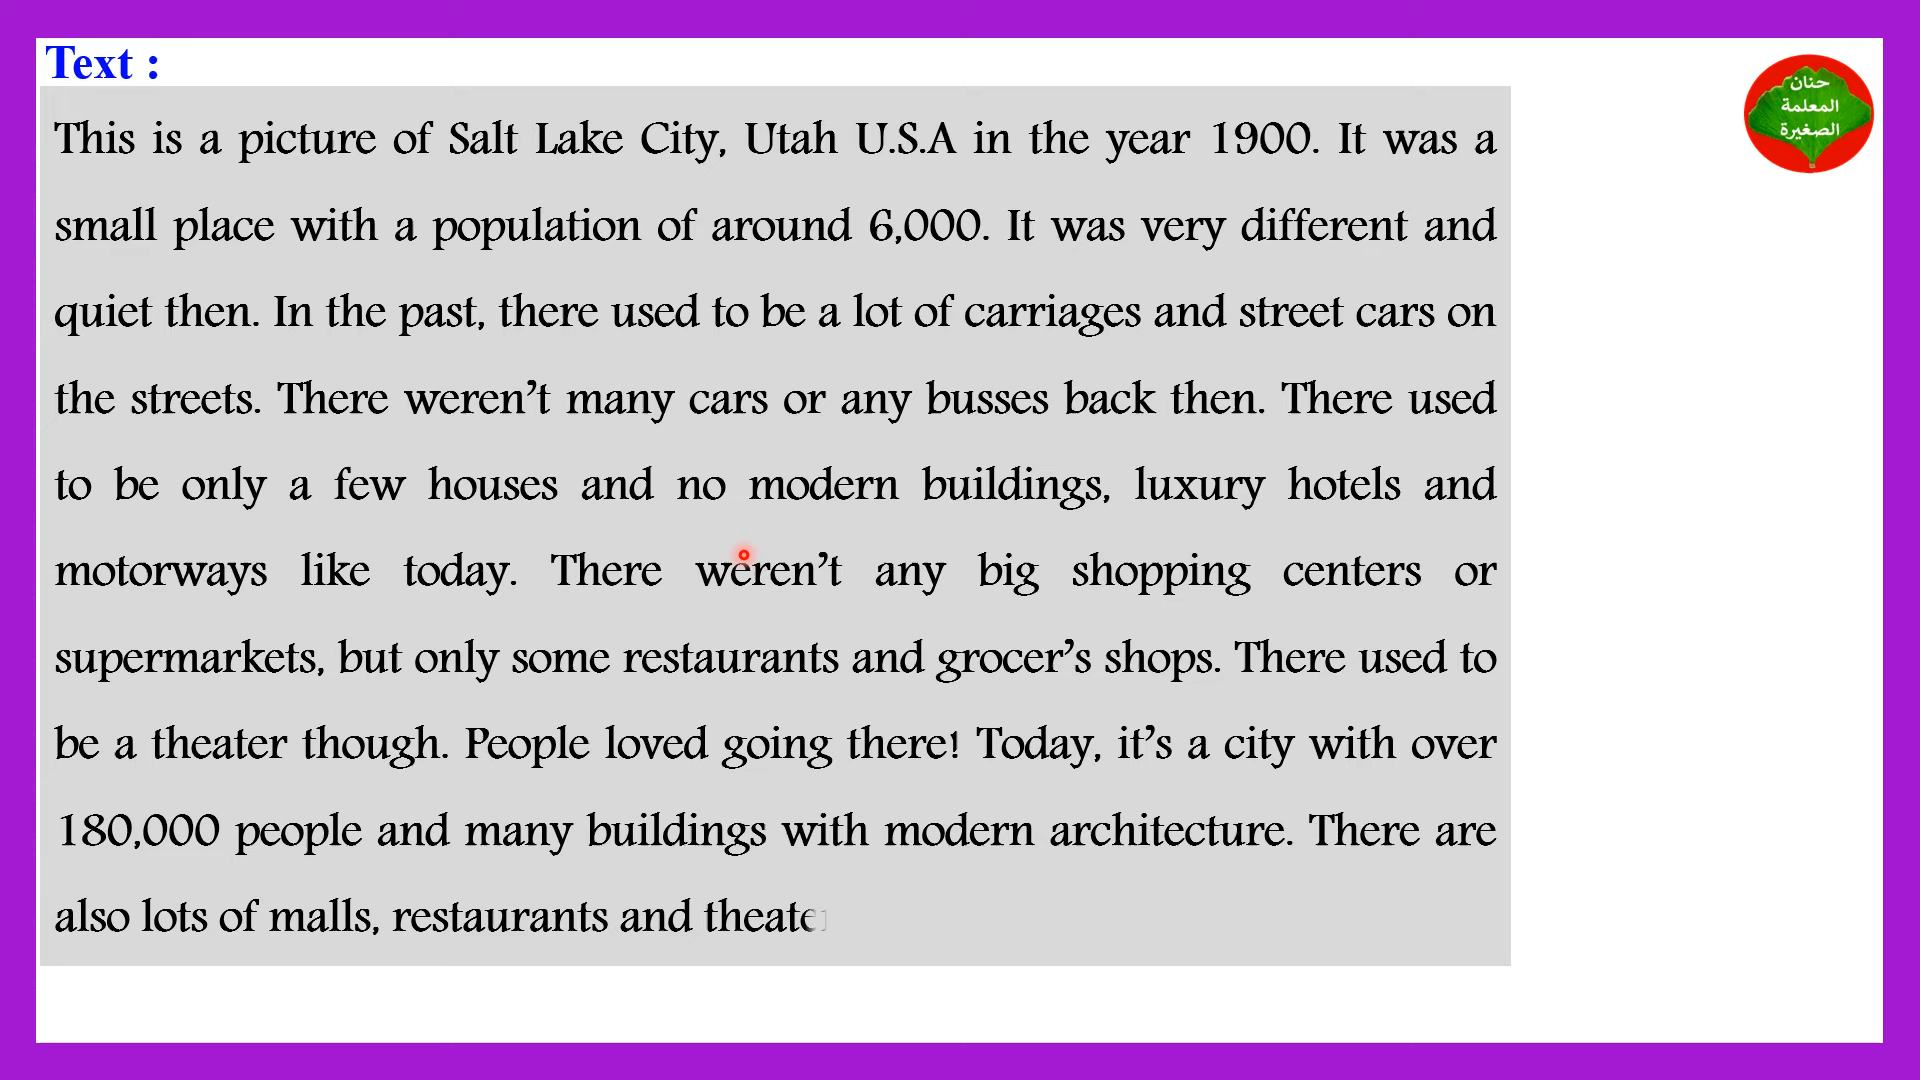 Text :
حنان
المعلمة
الصغيرة
This is a picture of Salt Lake City, Utah U.S.A in the year 1900. It was a
small place with a population of around 6,000. It was very different and
quiet then. In the past, there used to be a lot of carriages and street cars on
the streets. There weren’t many cars or any busses back then. There used
to be only a few houses and no modern buildings, luxury hotels and
motorways like today. There weren’t any big shopping centers or
supermarkets, but only some restaurants and grocer’s shops. There used to
be a theater though. People loved going there! Today, it’s a city with over
180,000 people and many buildings with modern architecture. There are
also lots of malls, restaurants and theater